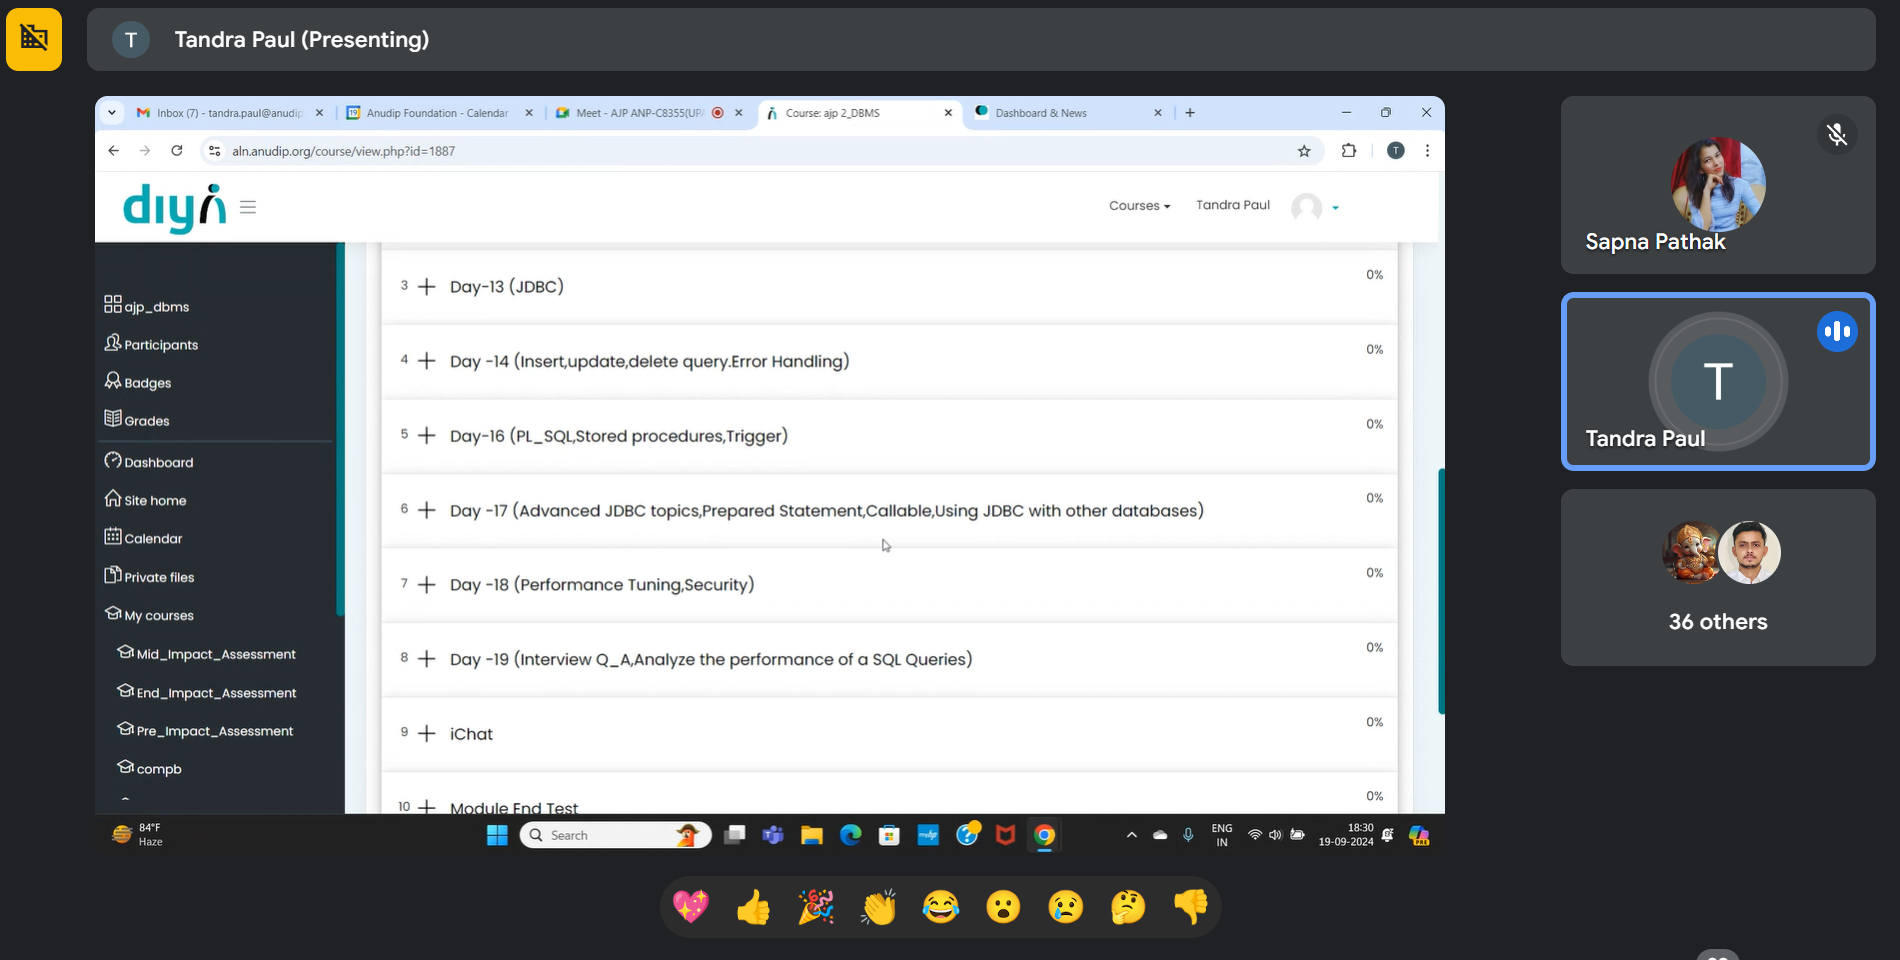 T
Tandra Paul (Presenting)
Inbox (7) - tandra.paul@anudip
Anudip Foundation - Calendar
Meet - AJP ANP-C8355(UPA
Course: ajp 2_DBMS
Dashboard & News
aln.anudip.org/course/view.php?id=1887
T
diya
Courses
Tandra Paul
ajp_dbms
Participants
Badges
Grades
Dashboard
Site home
Calendar
Private files
My courses
Mid_Impact_Assessment
End_Impact_Assessment
Pre_Impact_Assessment
compb
3 Day-13 (JDBC) 0%
4 Day -14 (Insert,update,delete query.Error Handling) 0%
5 Day-16 (PL_SQL,Stored procedures,Trigger) 0%
6 Day -17 (Advanced JDBC topics,Prepared Statement,Callable,Using JDBC with other databases) 0%
7 Day -18 (Performance Tuning,Security) 0%
8 Day -19 (Interview Q_A,Analyze the performance of a SQL Queries) 0%
9 iChat 0%
10 Module End Test 0%
84°F
Haze
Search
ENG
IN
18:30
19-09-2024
Sapna Pathak
T
Tandra Paul
36 others